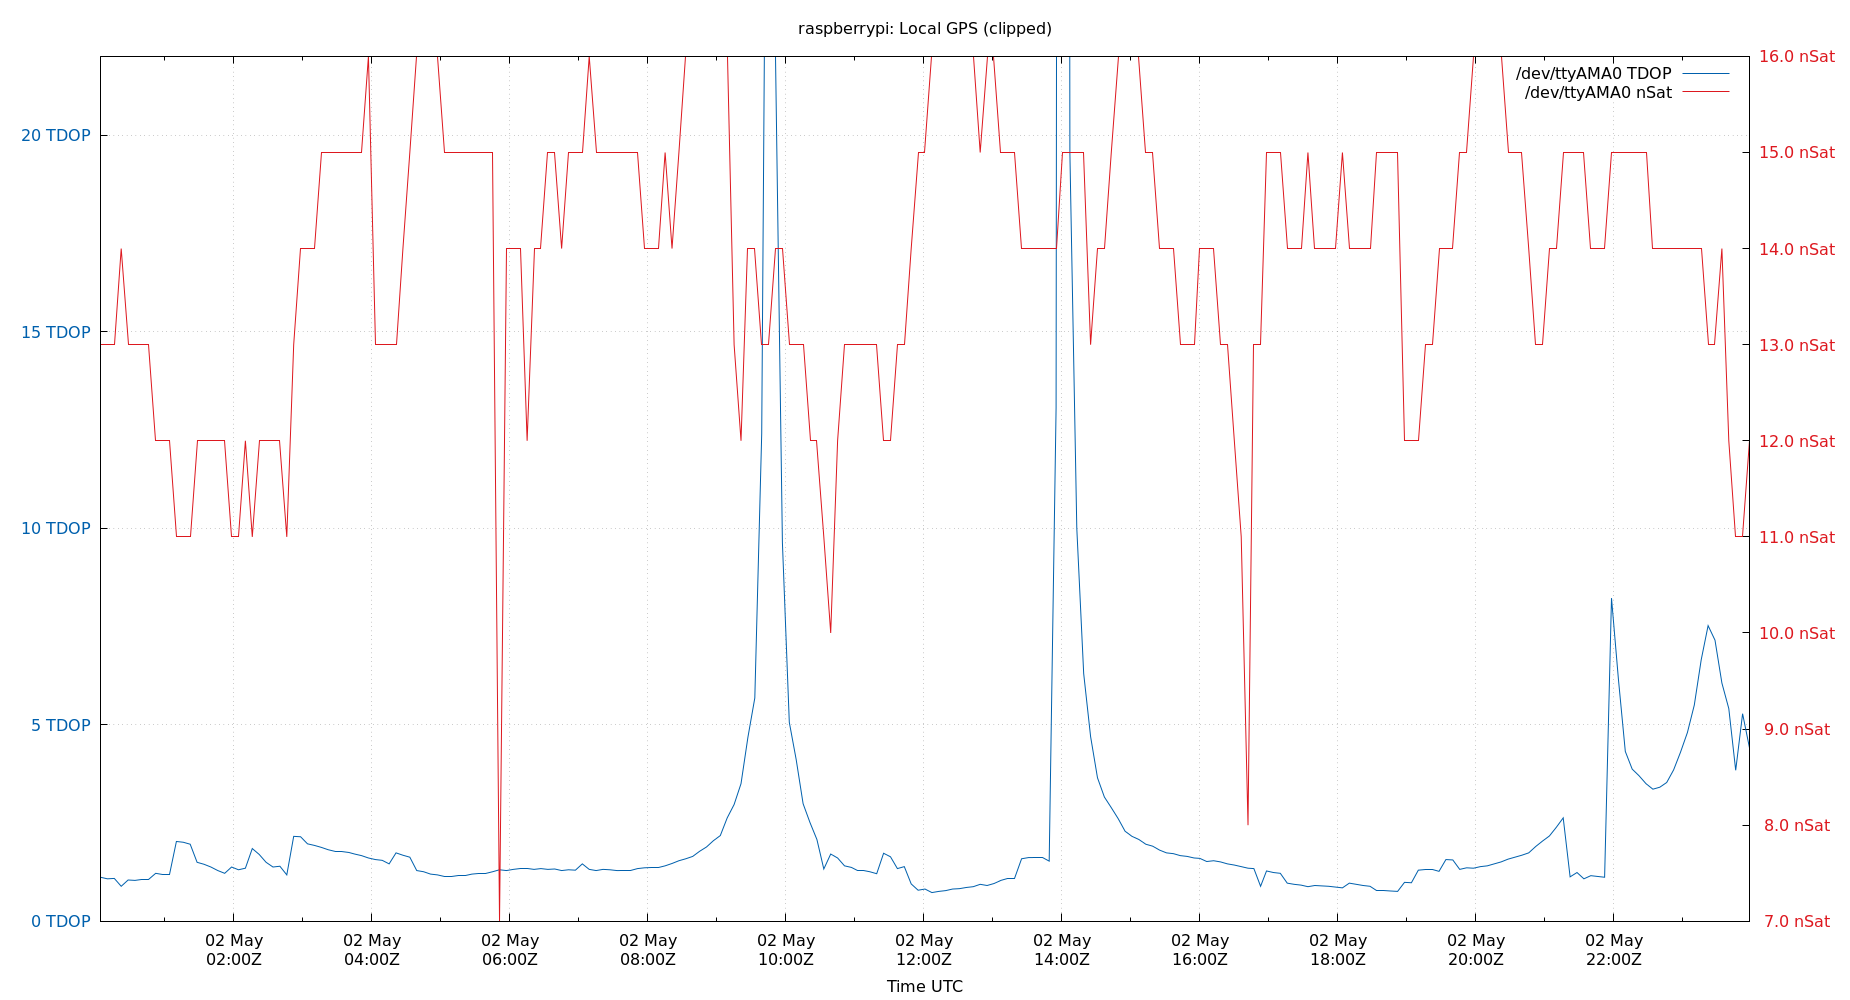 raspberrypi: Local GPS (clipped)
/dev/ttyAMA0 TDOP
/dev/ttyAMA0 nSat
20 TDOP
15 TDOP
10 TDOP
5 TDOP
0 TDOP
16.0 nSat
15.0 nSat
14.0 nSat
13.0 nSat
12.0 nSat
11.0 nSat
10.0 nSat
9.0 nSat
8.0 nSat
7.0 nSat
02 May
02:00Z
02 May
04:00Z
02 May
06:00Z
02 May
08:00Z
02 May
10:00Z
02 May
12:00Z
02 May
14:00Z
02 May
16:00Z
02 May
18:00Z
02 May
20:00Z
02 May
22:00Z
Time UTC